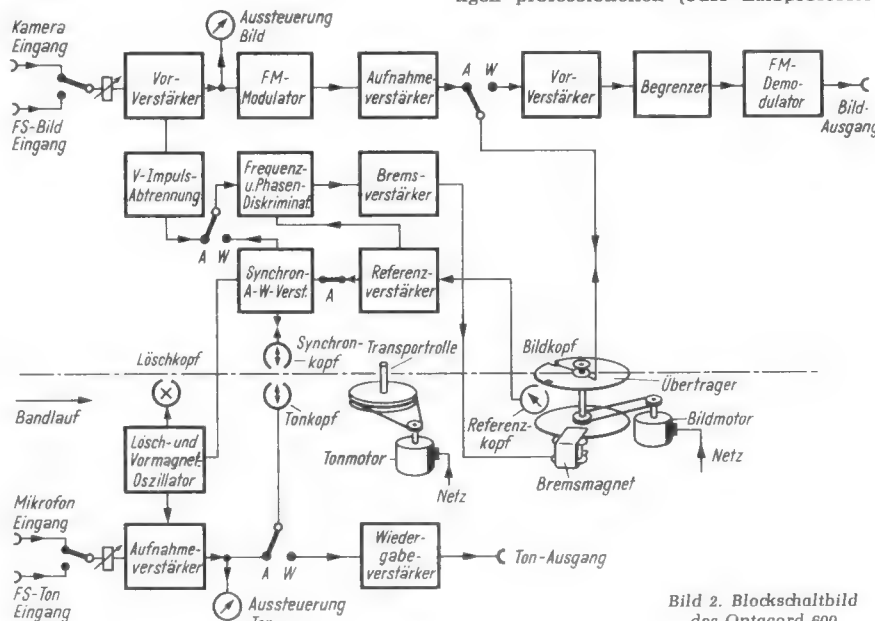 Kamera
Eingang
Aussteuerung
Bild
Vor-
Verstärker
FM-
Modulator
Aufnahme-
verstärker
A
W
Vor-
Verstärker
Begrenzer
FM-
Demo-
dulator
Bild-
Ausgang
FS-Bild
Eingang
V-Impuls-
Abtrennung
Frequenz-
u.Phasen-
Diskriminat.
Brems-
verstärker
A
W
Synchron-
A-W-Verst.
A
Referenz-
verstärker
Löschkopf
Synchron-
kopf
Transportrolle
Bildkopf
Übertrager
Bandlauf
Tonkopf
Referenz-
kopf
Bildmotor
Lösch-und
Vormagnet.
Oszillator
Tonmotor
Netz
Bremsmagnet
Netz
Mikrofon
Eingang
Aufnahme-
verstärker
A
W
Wieder-
gabe-
verstärker
Ton-Ausgang
FS-Ton
Eingang
Aussteuerung
Bild 2. Blockschaltbild
des Optacord 600